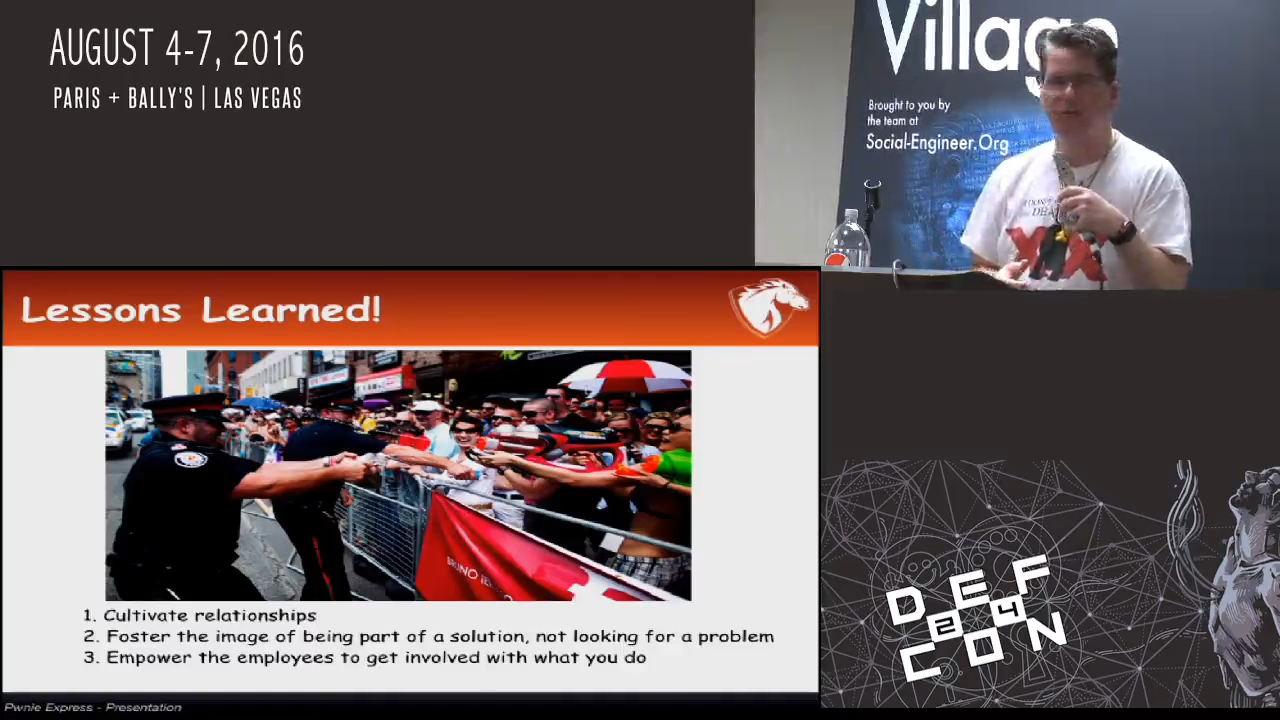 AUGUST 4-7, 2016
PARIS + BALLY'S | LAS VEGAS
Village
Brought to you by
the team at
Social-Engineer.Org
Lessons Learned!
BRUNO
1. Cultivate relationships
2. Foster the image of being part of a solution, not looking for a problem
3. Empower the employees to get involved with what you do
Pwnie Express - Presentation
DEF
24
CON